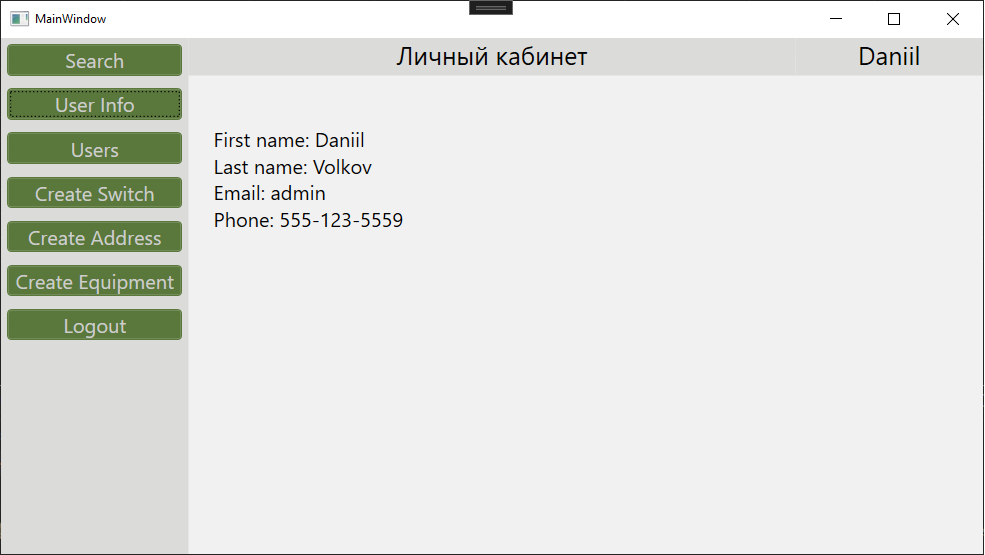 MainWindow
Личный кабинет
Daniil
Search
User Info
Users
Create Switch
Create Address
Create Equipment
Logout
First name: Daniil
Last name: Volkov
Email: admin
Phone: 555-123-5559